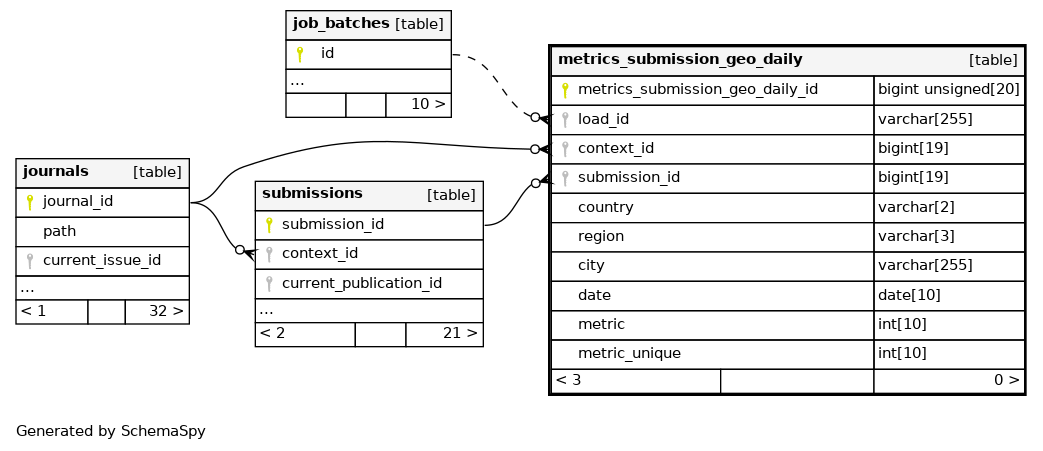 job_batches [table]
id
...
10 >
metrics_submission_geo_daily [table]
metrics_submission_geo_daily_id bigint unsigned[20]
load_id varchar[255]
context_id bigint[19]
submission_id bigint[19]
country varchar[2]
region varchar[3]
city varchar[255]
date date[10]
metric int[10]
metric_unique int[10]
< 3 0 >
journals [table]
journal_id
path
current_issue_id
...
< 1 32 >
submissions [table]
submission_id
context_id
current_publication_id
...
< 2 21 >
Generated by SchemaSpy